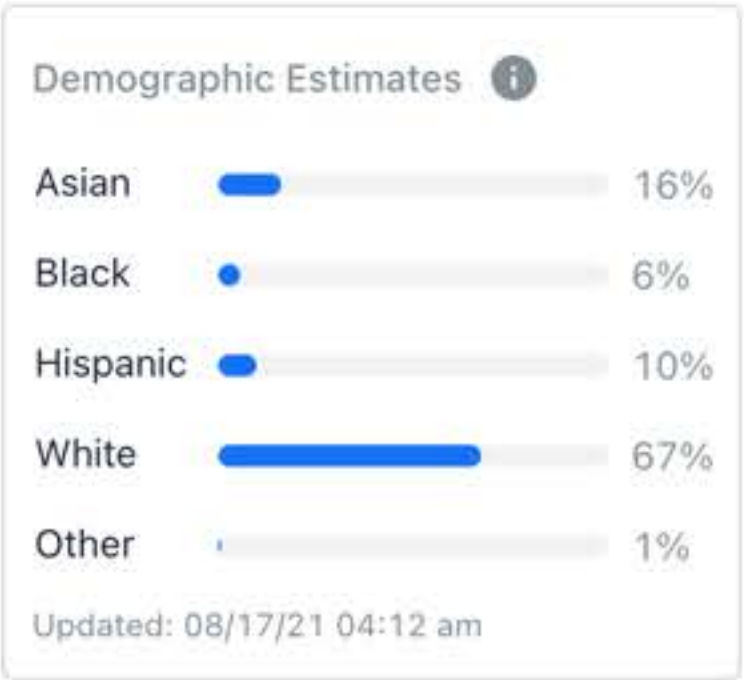 Demographic Estimates i
Asian 16%
Black 6%
Hispanic 10%
White 67%
Other 1%
Updated: 08/17/21 04:12 am